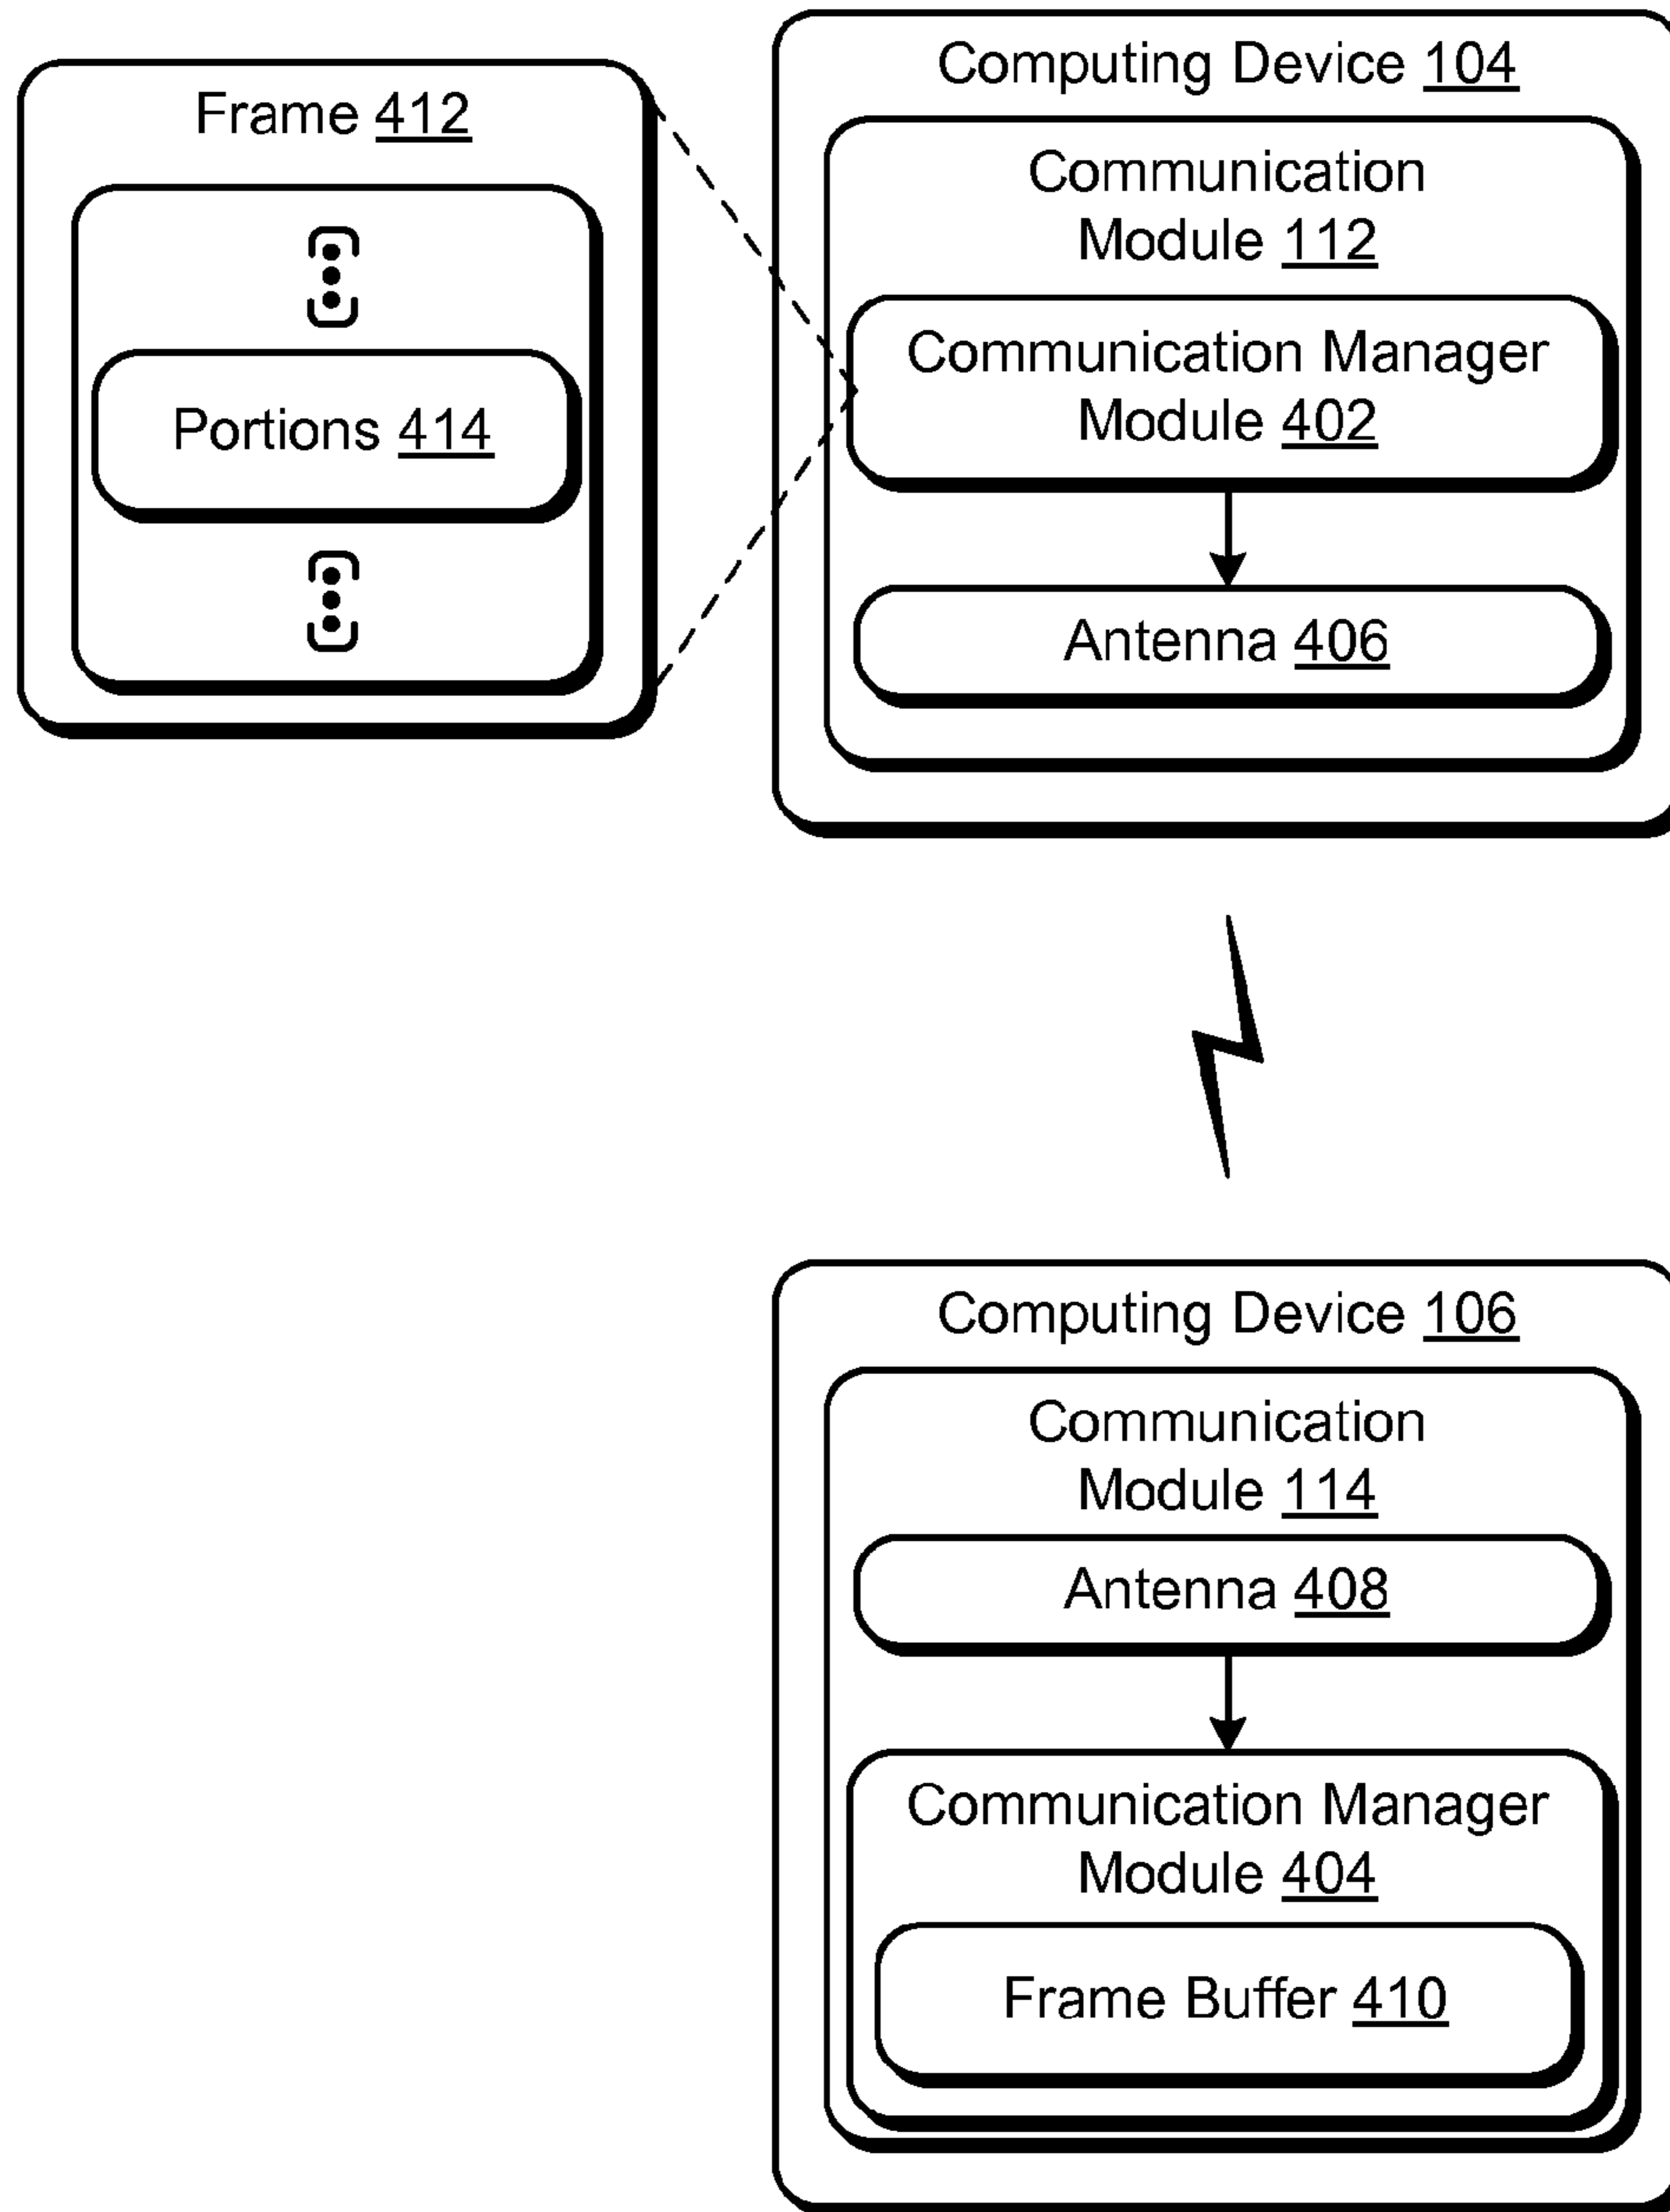 Frame 412
Portions 414
Computing Device 104
Communication
Module 112
Communication Manager
Module 402
Antenna 406
Computing Device 106
Communication
Module 114
Antenna 408
Communication Manager
Module 404
Frame Buffer 410